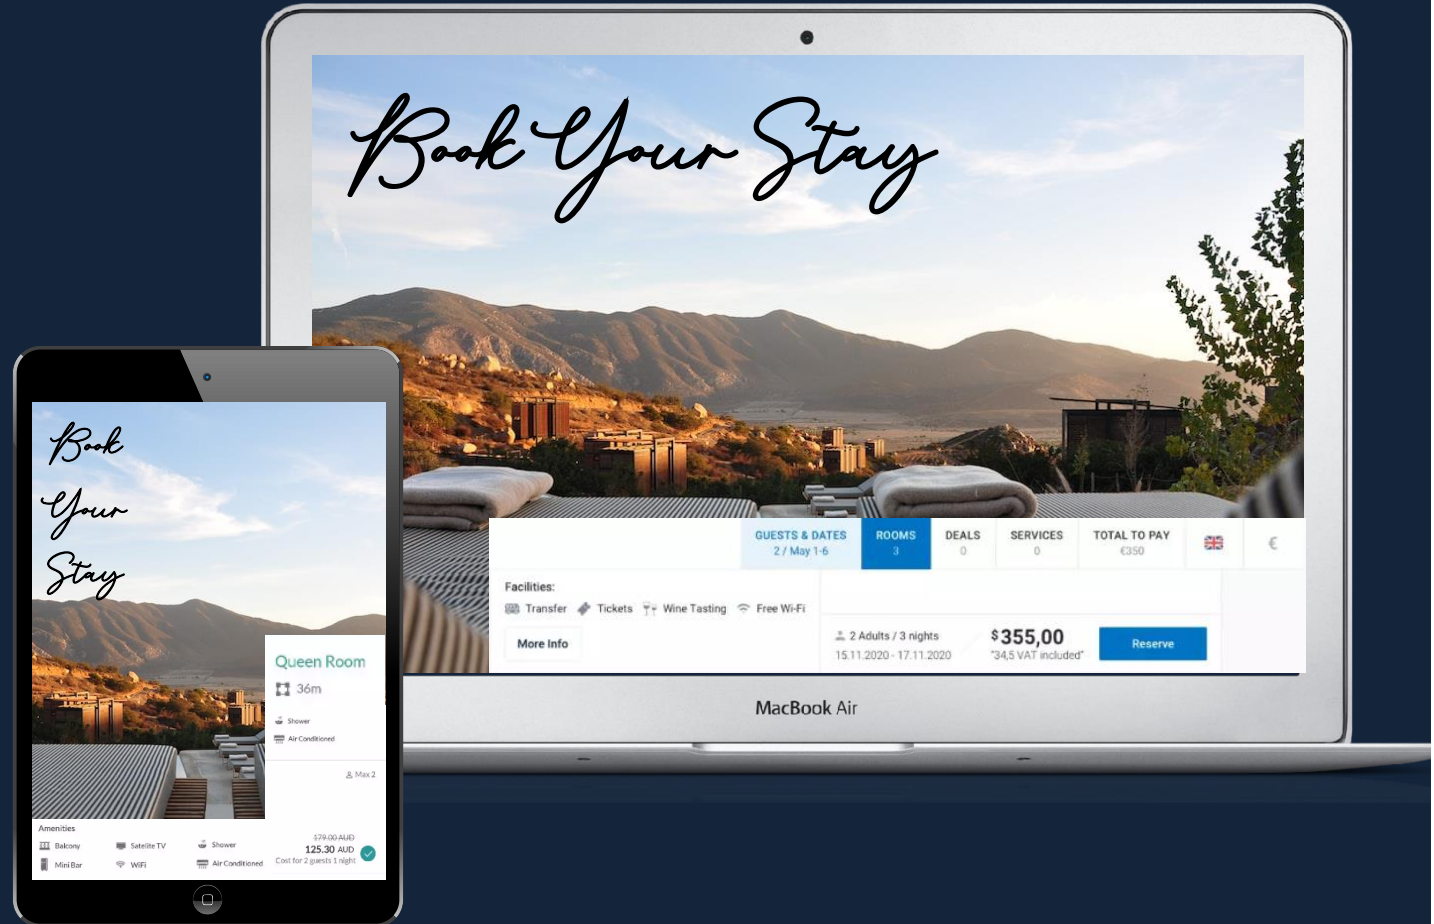 Book Your Stay
GUESTS & DATES
2 / May 1-6
ROOMS
3
DEALS
0
SERVICES
0
TOTAL TO PAY
€350
€
Facilities:
Transfer Tickets Wine Tasting Free Wi-Fi
More Info
2 Adults / 3 nights
15.11.2020 - 17.11.2020
$355,00
"34,5 VAT included"
Reserve
MacBook Air
Book
Your
Stay
Queen Room
36m
Shower
Air Conditioned
Max 2
Amenities
Balcony Satelite TV Shower
Mini Bar WiFi Air Conditioned
179.00 AUD
125.30 AUD
Cost for 2 guests 1 night